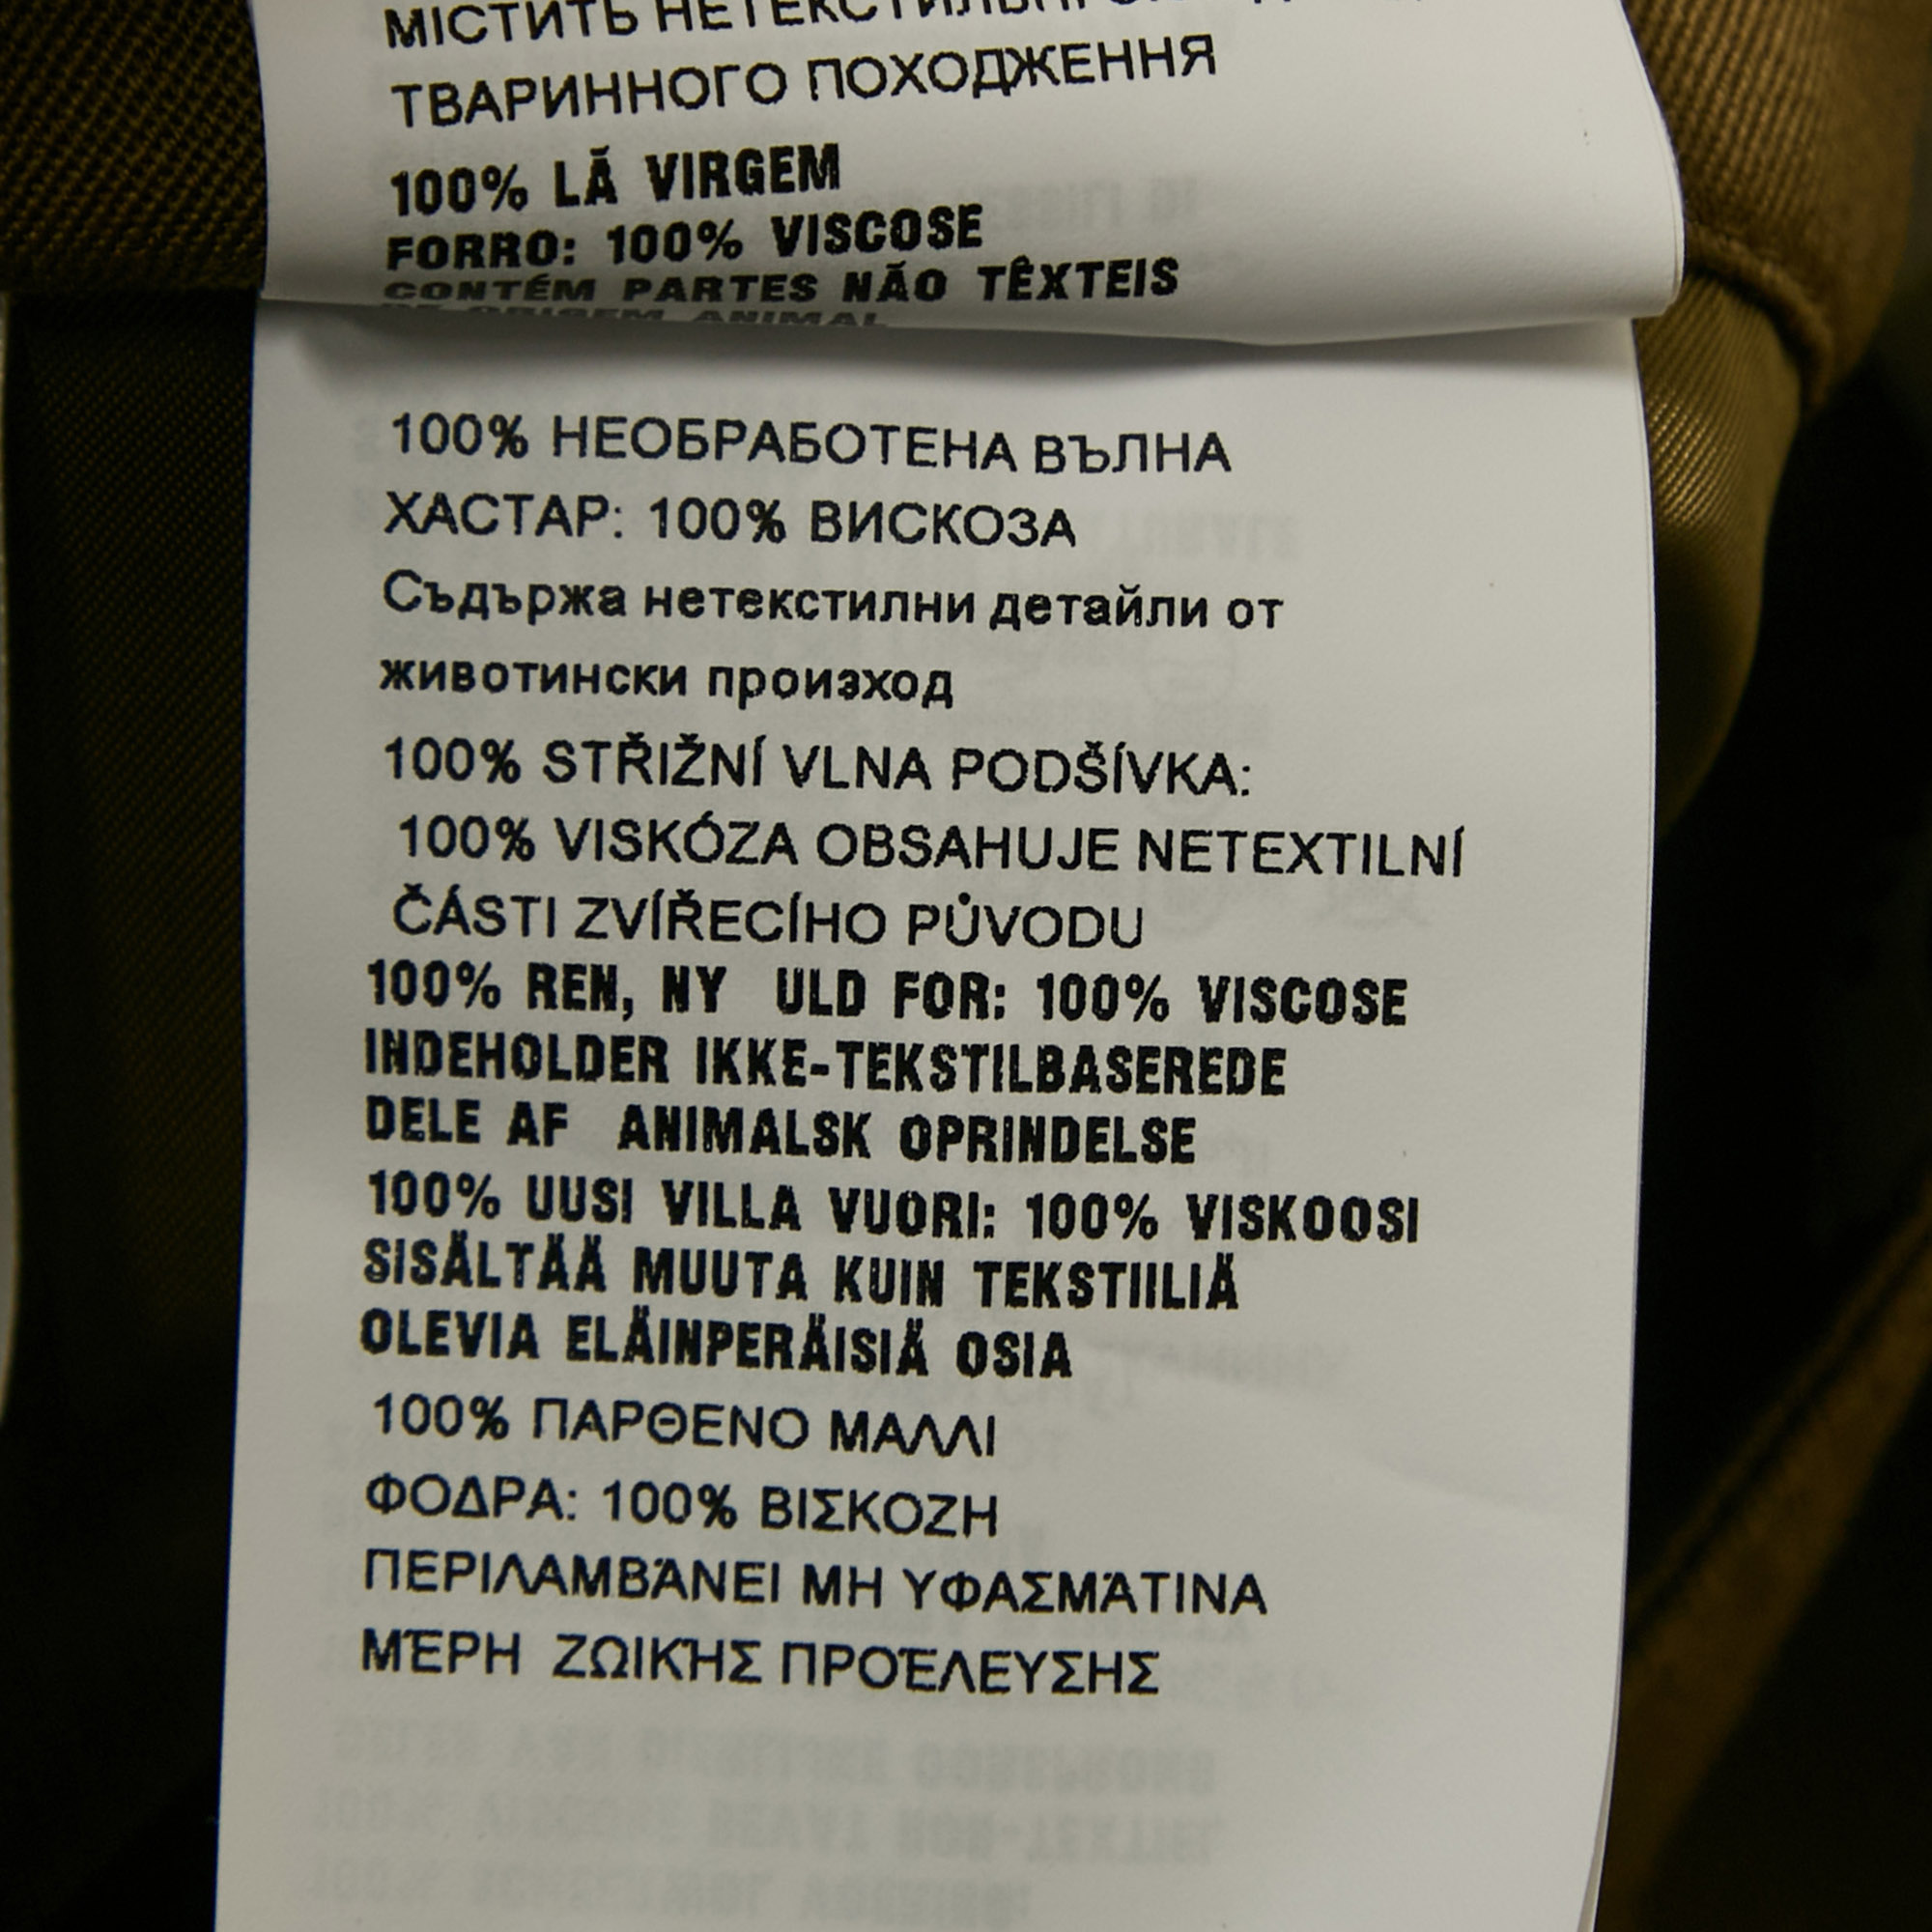 МІСТИТЬ
ТВАРИННОГО ПОХОДЖЕННЯ
100% LÃ VIRGEM
FORRO: 100% VISCOSE
CONTÉM PARTES NÃO TÊXTEIS
DE ORIGEM ANIMAL
100% НЕОБРАБОТЕНА ВЪЛНА
ХАСТАР: 100% ВИСКОЗА
Съдържа нетекстилни детайли от
животински произход
100% STŘIŽNÍ VLNA PODŠÍVKA:
100% VISKÓZA OBSAHUJE NETEXTILNÍ
ČÁSTI ZVÍŘECÍHO PŮVODU
100% REN, NY ULD FOR: 100% VISCOSE
INDEHOLDER IKKE-TEKSTILBASEREDE
DELE AF ANIMALSK OPRINDELSE
100% UUSI VILLA VUORI: 100% VISKOOSI
SISÄLTÄÄ MUUTA KUIN TEKSTIILIÄ
OLEVIA ELÄINPERÄISIÄ OSIA
100% ΠΑΡΘΕΝΟ ΜΑΛΛΙ
ΦΟΔΡΑ: 100% ΒΙΣΚΟΖΗ
ΠΕΡΙΛΑΜΒΆΝΕΙ ΜΗ ΥΦΑΣΜΆΤΙΝΑ
ΜΈΡΗ ΖΩΙΚΉΣ ΠΡΟΈΛΕΥΣΗΣ